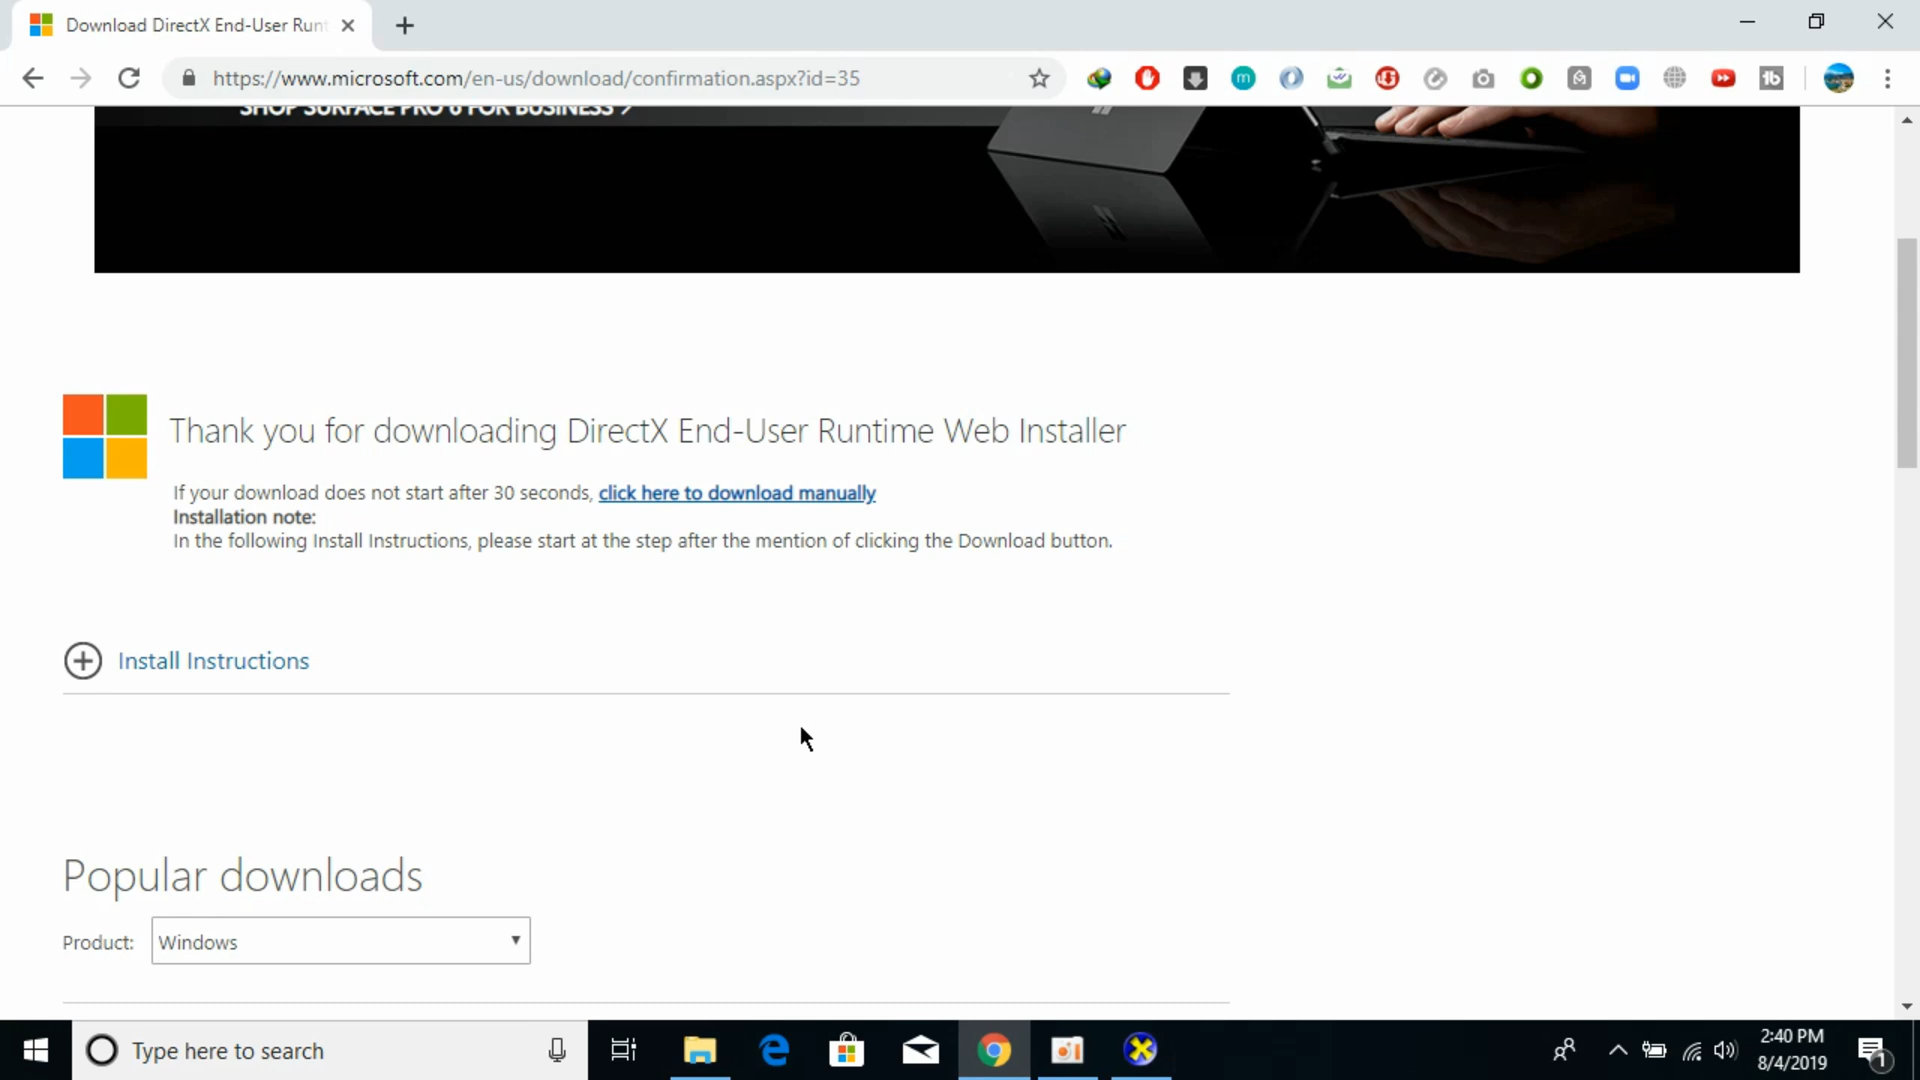 Download DirectX End-User Runt
https://www.microsoft.com/en-us/download/confirmation.aspx?id=35
SHOP SURFACE PRO 6 FOR BUSINESS >
Thank you for downloading DirectX End-User Runtime Web Installer
If your download does not start after 30 seconds, click here to download manually
Installation note:
In the following Install Instructions, please start at the step after the mention of clicking the Download button.
Install Instructions
Popular downloads
Product: Windows
Type here to search
2:40 PM
8/4/2019
1